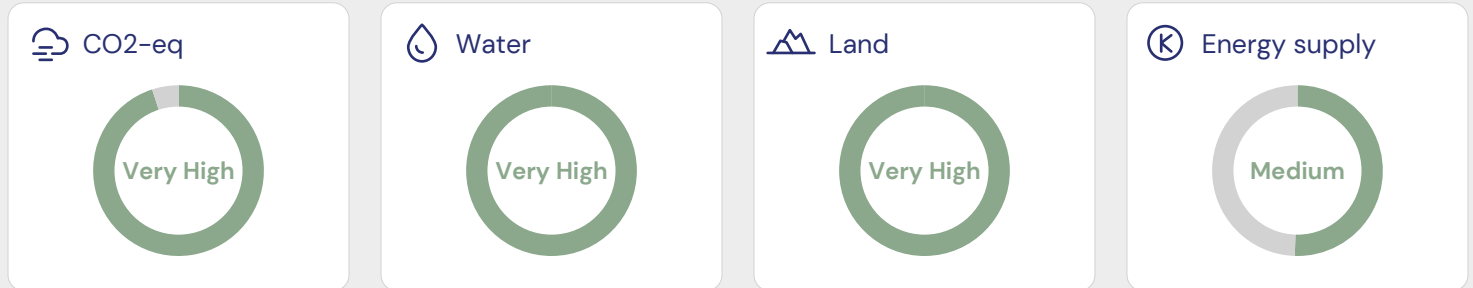 CO2-eq
Very High
Water
Very High
Land
Very High
Energy supply
Medium